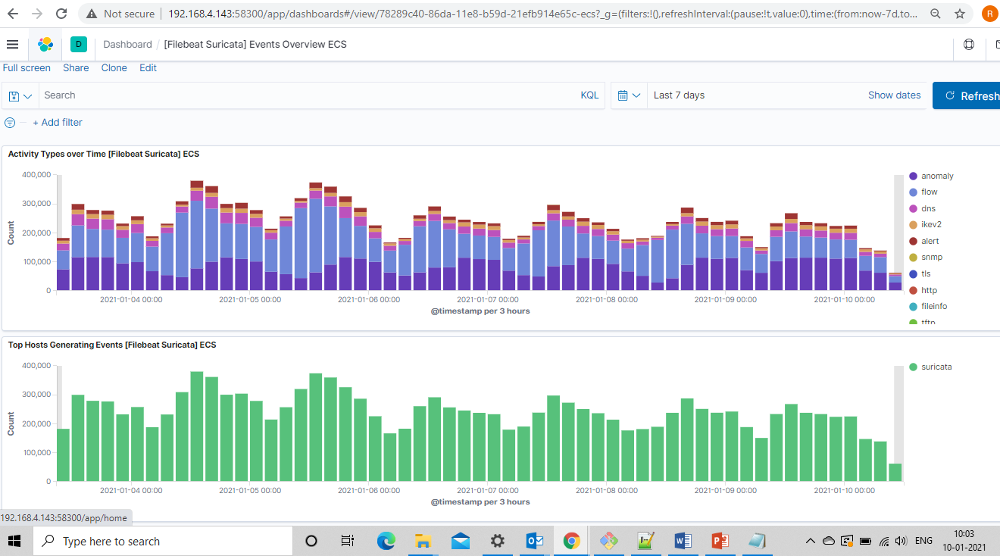 Not secure
192.168.4.143:58300/app/dashboards#/view/78289c40-86da-11e8-b59d-21efb914e65c-ecs?_g=(filters:!(),refreshInterval:(pause:!t,value:0),time:(from:now-7d,to...
R
D
Dashboard / [Filebeat Suricata] Events Overview ECS
Full screen Share Clone Edit
Search KQL
Last 7 days Show dates
Refresh
+ Add filter
Activity Types over Time [Filebeat Suricata] ECS
Count
400,000
300,000
200,000
100,000
0
2021-01-04 00:00 2021-01-05 00:00 2021-01-06 00:00 2021-01-07 00:00 2021-01-08 00:00 2021-01-09 00:00 2021-01-10 00:00
@timestamp per 3 hours
anomaly
flow
dns
ikev2
alert
snmp
tls
http
fileinfo
tftp
Top Hosts Generating Events [Filebeat Suricata] ECS
Count
400,000
300,000
200,000
100,000
0
2021-01-04 00:00 2021-01-05 00:00 2021-01-06 00:00 2021-01-07 00:00 2021-01-08 00:00 2021-01-09 00:00 2021-01-10 00:00
@timestamp per 3 hours
suricata
192.168.4.143:58300/app/home
Type here to search
ENG
10:03
10-01-2021